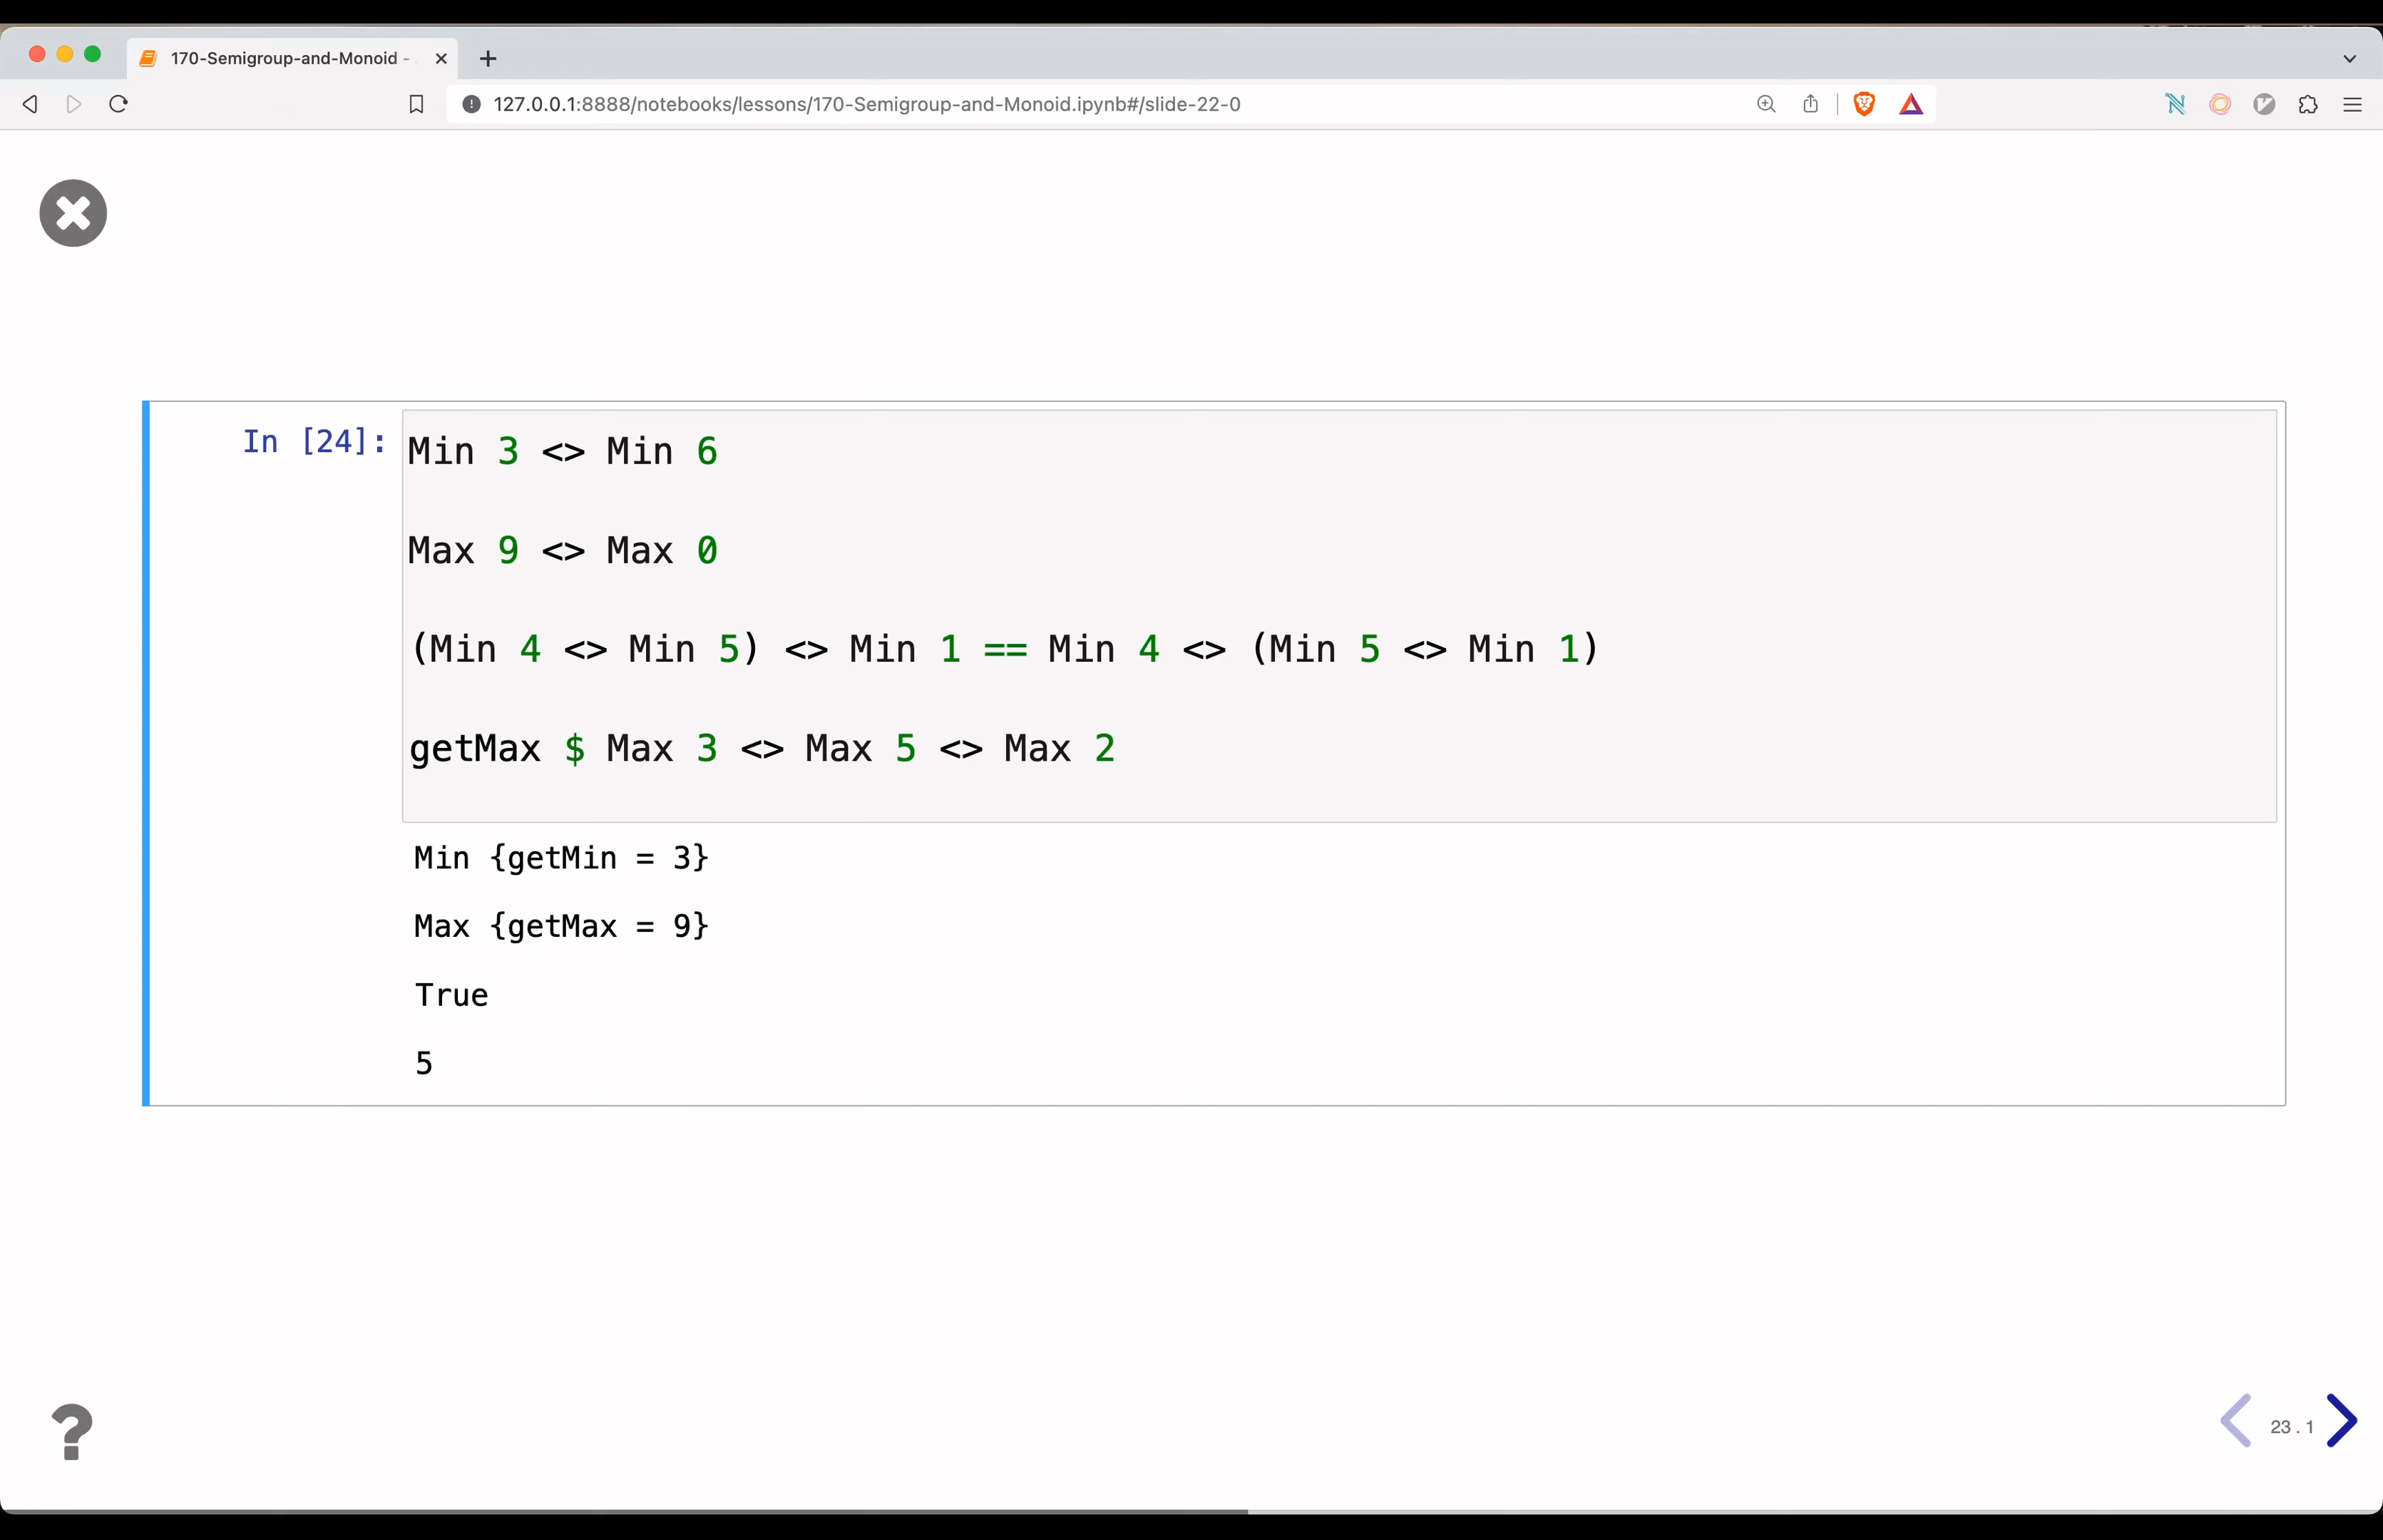 170-Semigroup-and-Monoid -
127.0.0.1:8888/notebooks/lessons/170-Semigroup-and-Monoid.ipynb#/slide-22-0
In [24]:
Min 3 <> Min 6
Max 9 <> Max 0
(Min 4 <> Min 5) <> Min 1 == Min 4 <> (Min 5 <> Min 1)
getMax $ Max 3 <> Max 5 <> Max 2
Min {getMin = 3}
Max {getMax = 9}
True
5
?
23 . 1